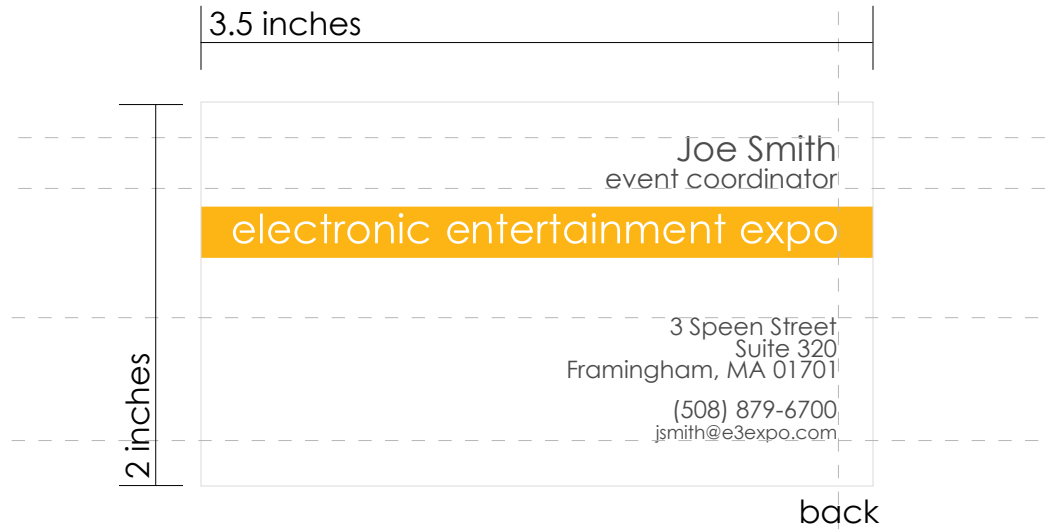 3.5 inches
Joe Smith
event coordinator
electronic entertainment expo
3 Speen Street
Suite 320
Framingham, MA 01701
(508) 879-6700
jsmith@e3expo.com
2 inches
back